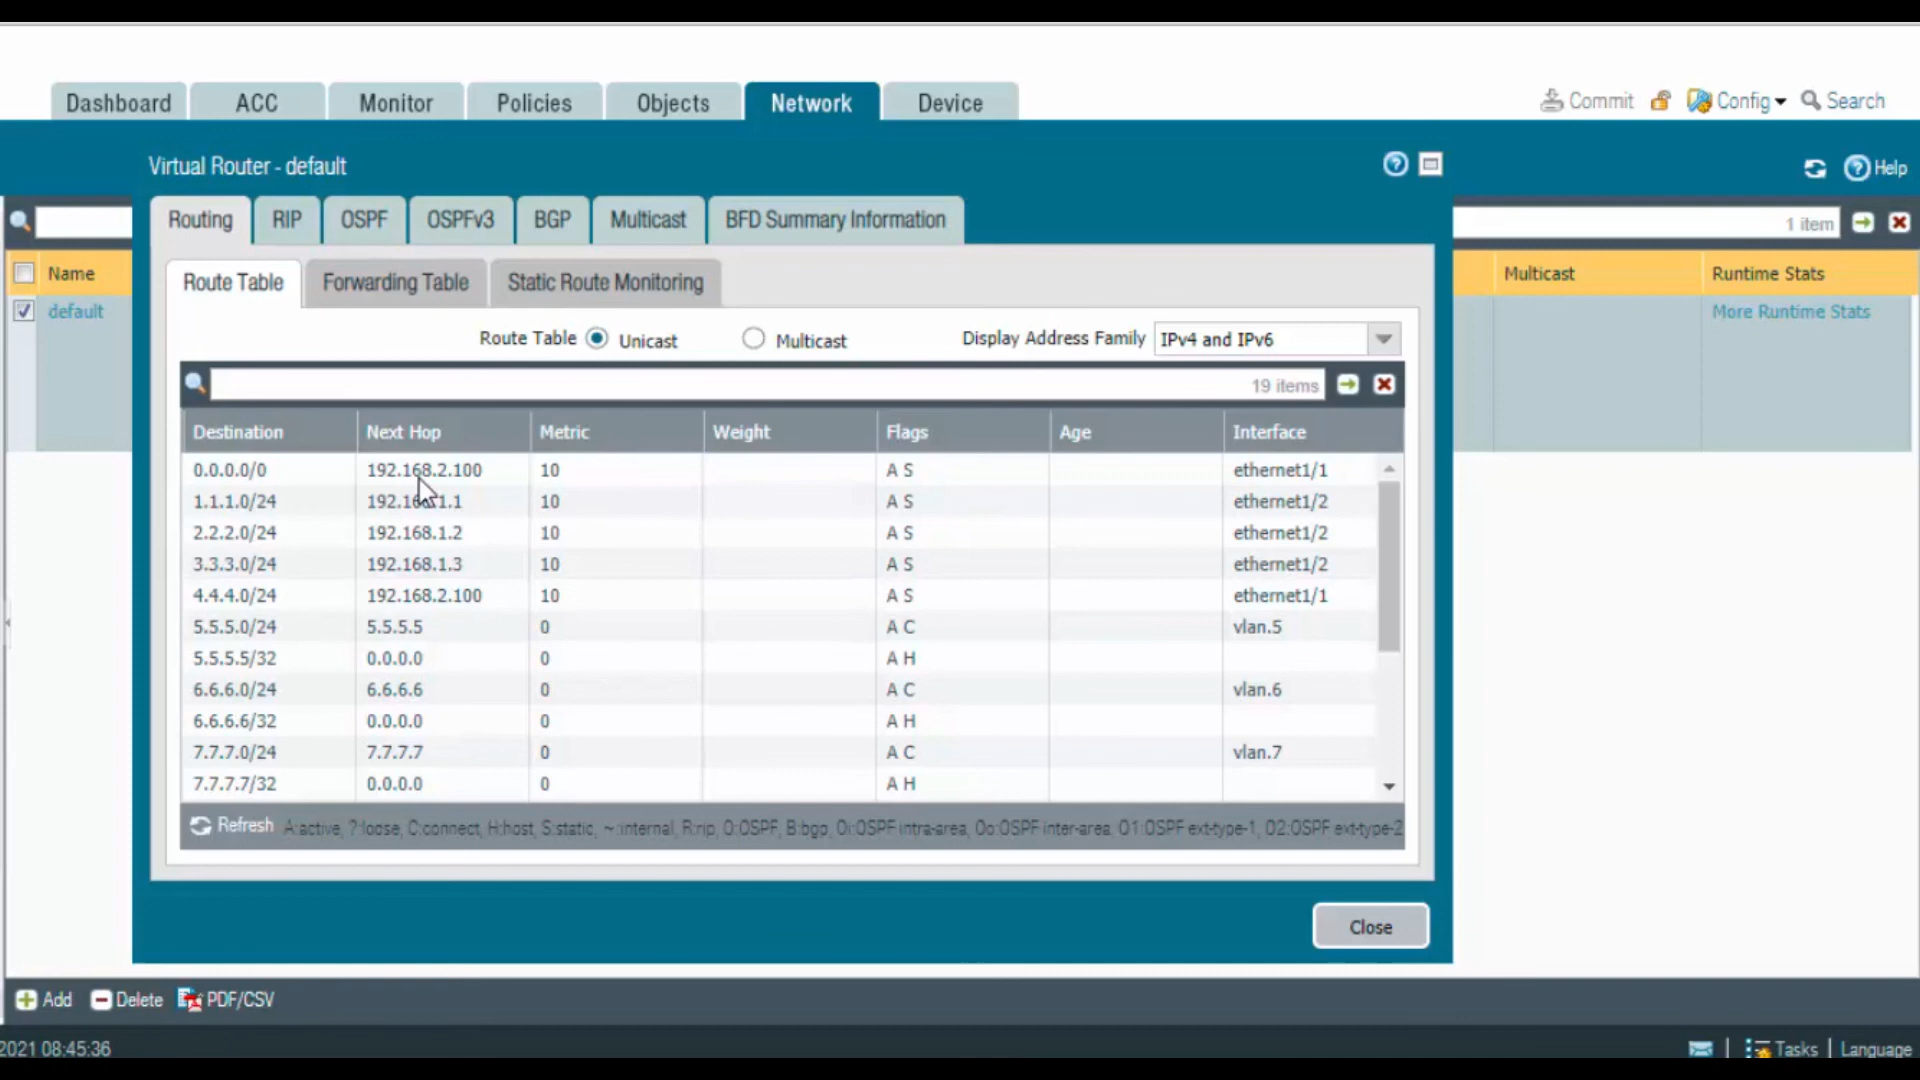 Dashboard ACC Monitor Policies Objects Network Device Commit Config Search
Virtual Router - default
Help
Routing RIP OSPF OSPFv3 BGP Multicast BFD Summary Information
1 item
Name Multicast Runtime Stats
Route Table Forwarding Table Static Route Monitoring
default More Runtime Stats
Route Table Unicast Multicast Display Address Family IPv4 and IPv6
19 items
Destination Next Hop Metric Weight Flags Age Interface
0.0.0.0/0 192.168.2.100 10 A S ethernet1/1
1.1.1.0/24 192.168.1.1 10 A S ethernet1/2
2.2.2.0/24 192.168.1.2 10 A S ethernet1/2
3.3.3.0/24 192.168.1.3 10 A S ethernet1/2
4.4.4.0/24 192.168.2.100 10 A S ethernet1/1
5.5.5.0/24 5.5.5.5 0 A C vlan.5
5.5.5.5/32 0.0.0.0 0 A H
6.6.6.0/24 6.6.6.6 0 A C vlan.6
6.6.6.6/32 0.0.0.0 0 A H
7.7.7.0/24 7.7.7.7 0 A C vlan.7
7.7.7.7/32 0.0.0.0 0 A H
Refresh A:active, ?:loose, C:connect, H:host, S:static, ~:internal, R:rip, O:OSPF, B:bgp, Oi:OSPF intra-area, Oo:OSPF inter-area, O1:OSPF ext-type-1, O2:OSPF ext-type-2
Close
Add Delete PDF/CSV
2021 08:45:36 Tasks | Language